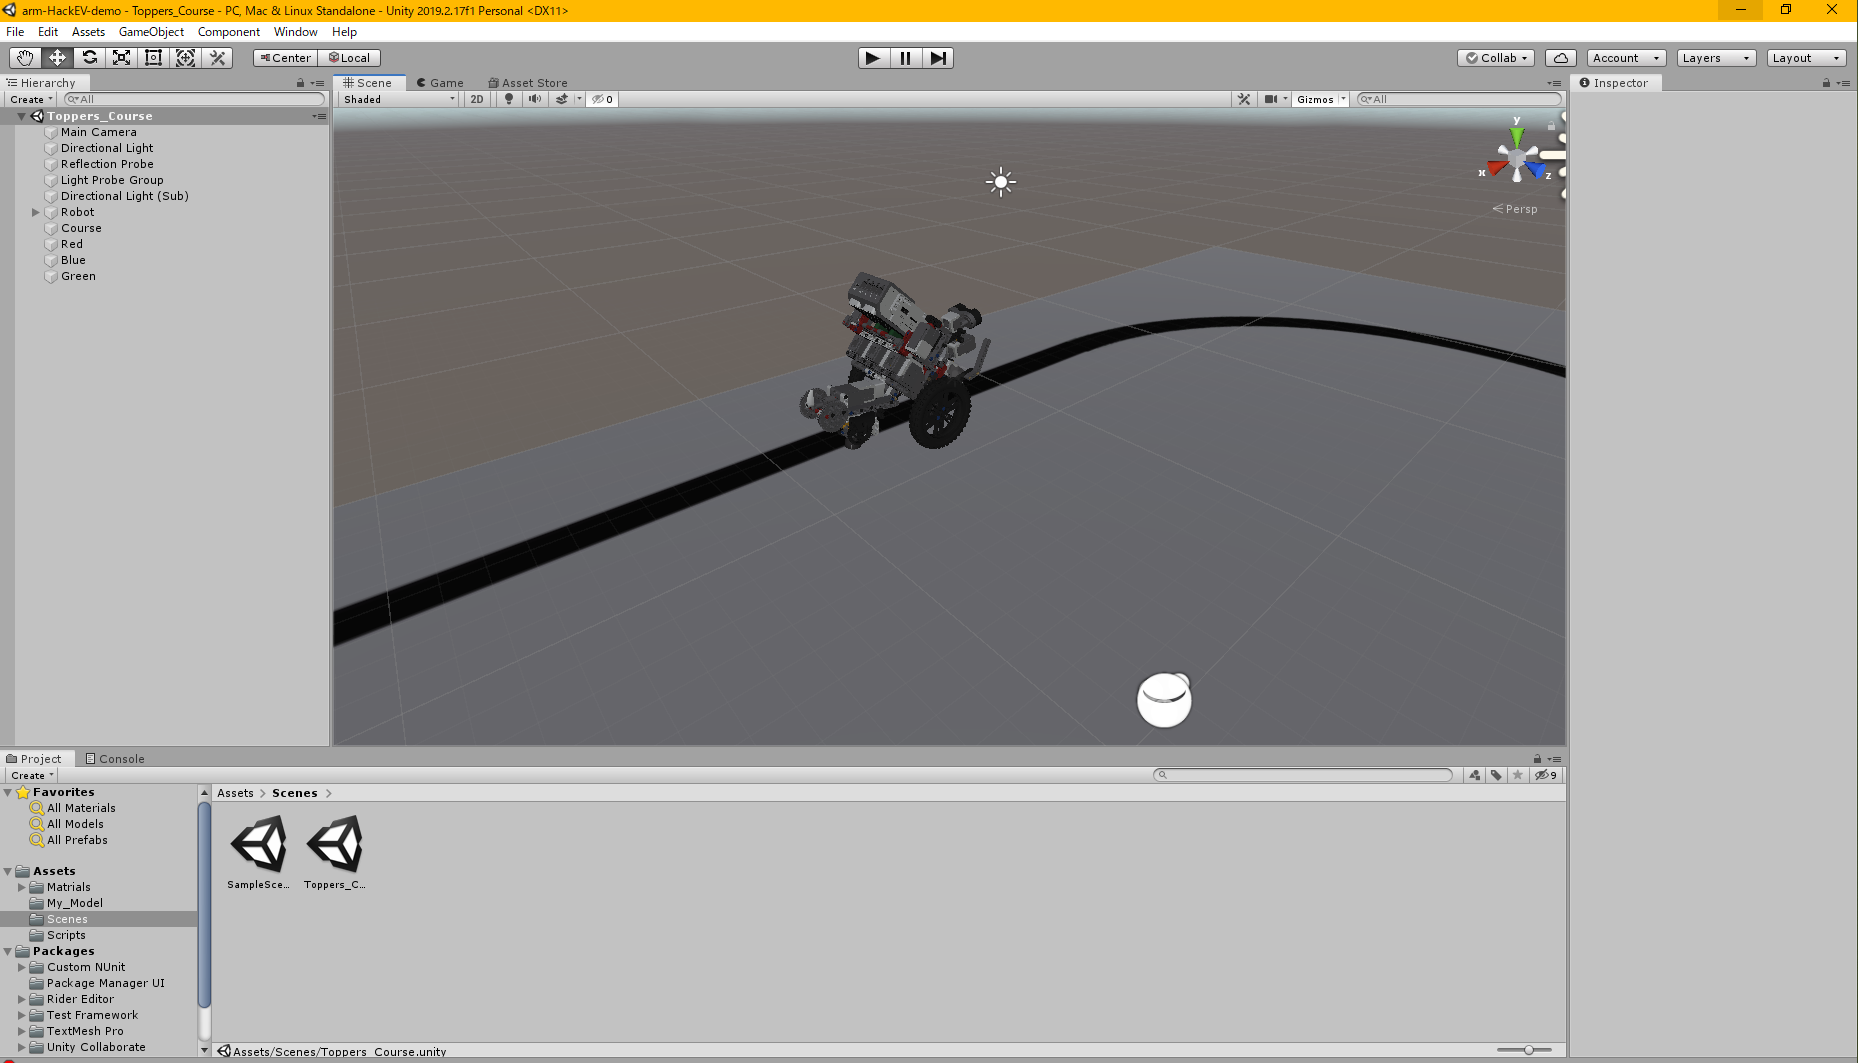 arm-HackEV-demo - Toppers_Course - PC, Mac & Linux Standalone - Unity 2019.2.17f1 Personal <DX11>
File Edit Assets GameObject Component Window Help
Center Local Collab Account Layers Layout
Hierarchy
Create All
Toppers_Course
Main Camera
Directional Light
Reflection Probe
Light Probe Group
Directional Light (Sub)
Robot
Course
Red
Blue
Green
Scene Game Asset Store
Shaded 2D 0 Gizmos All
y
x
z
Persp
Inspector
Project Console
Create 9
Favorites
All Materials
All Models
All Prefabs
Assets
Matrials
My_Model
Scenes
Scripts
Packages
Custom NUnit
Package Manager UI
Rider Editor
Test Framework
TextMesh Pro
Unity Collaborate
Assets > Scenes >
SampleSce... Toppers_C...
Assets/Scenes/Toppers_Course.unity